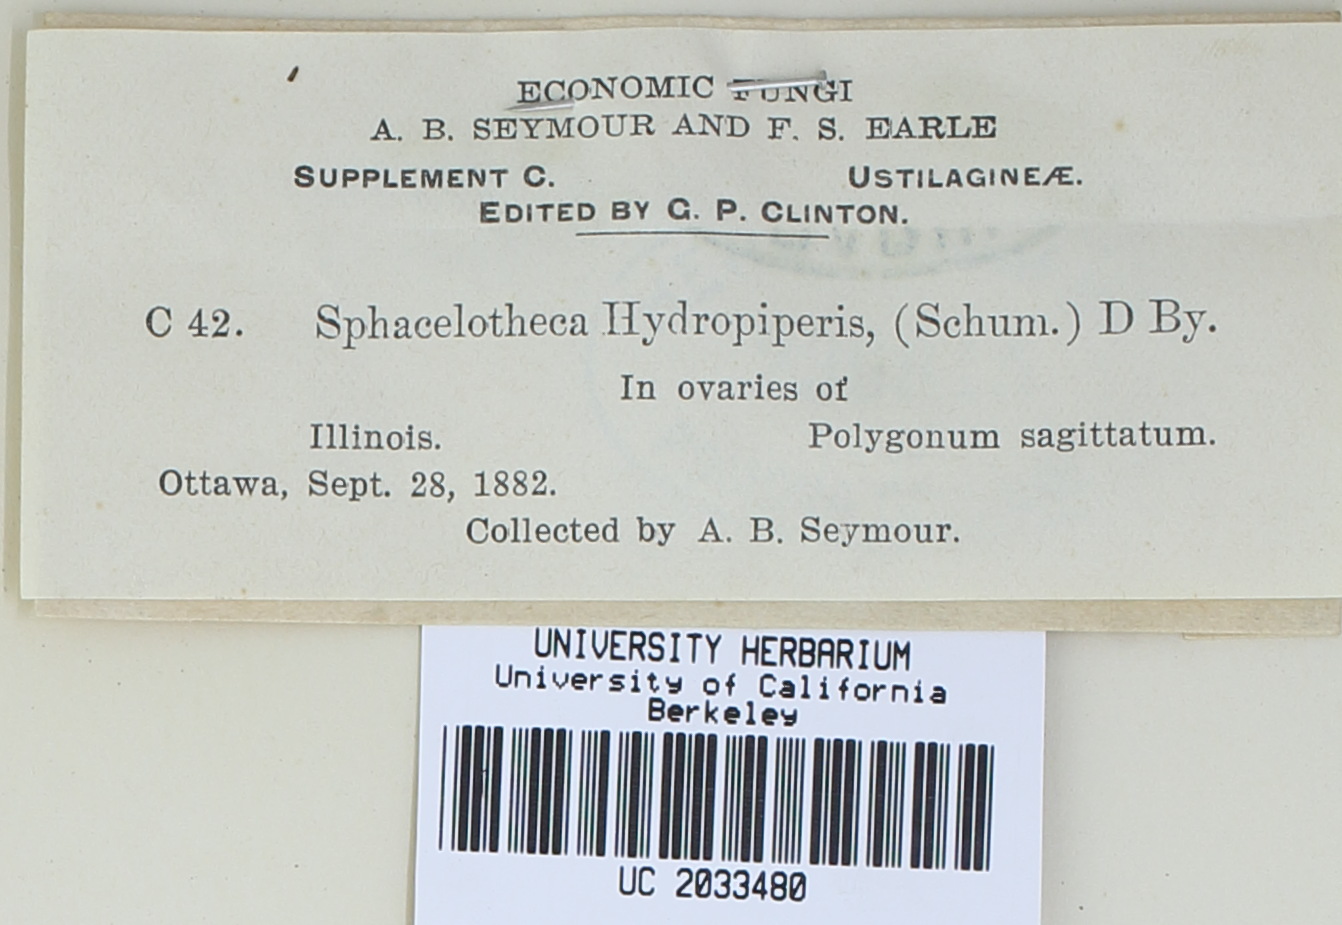 ECONOMIC FUNGI
A. B. SEYMOUR AND F. S. EARLE
SUPPLEMENT C. USTILAGINEÆ.
EDITED BY G. P. CLINTON.
C 42. Sphacelotheca Hydropiperis, (Schum.) D By.
In ovaries of
Illinois. Polygonum sagittatum.
Ottawa, Sept. 28, 1882.
Collected by A. B. Seymour.
UNIVERSITY HERBARIUM
University of California
Berkeley
UC 2033480